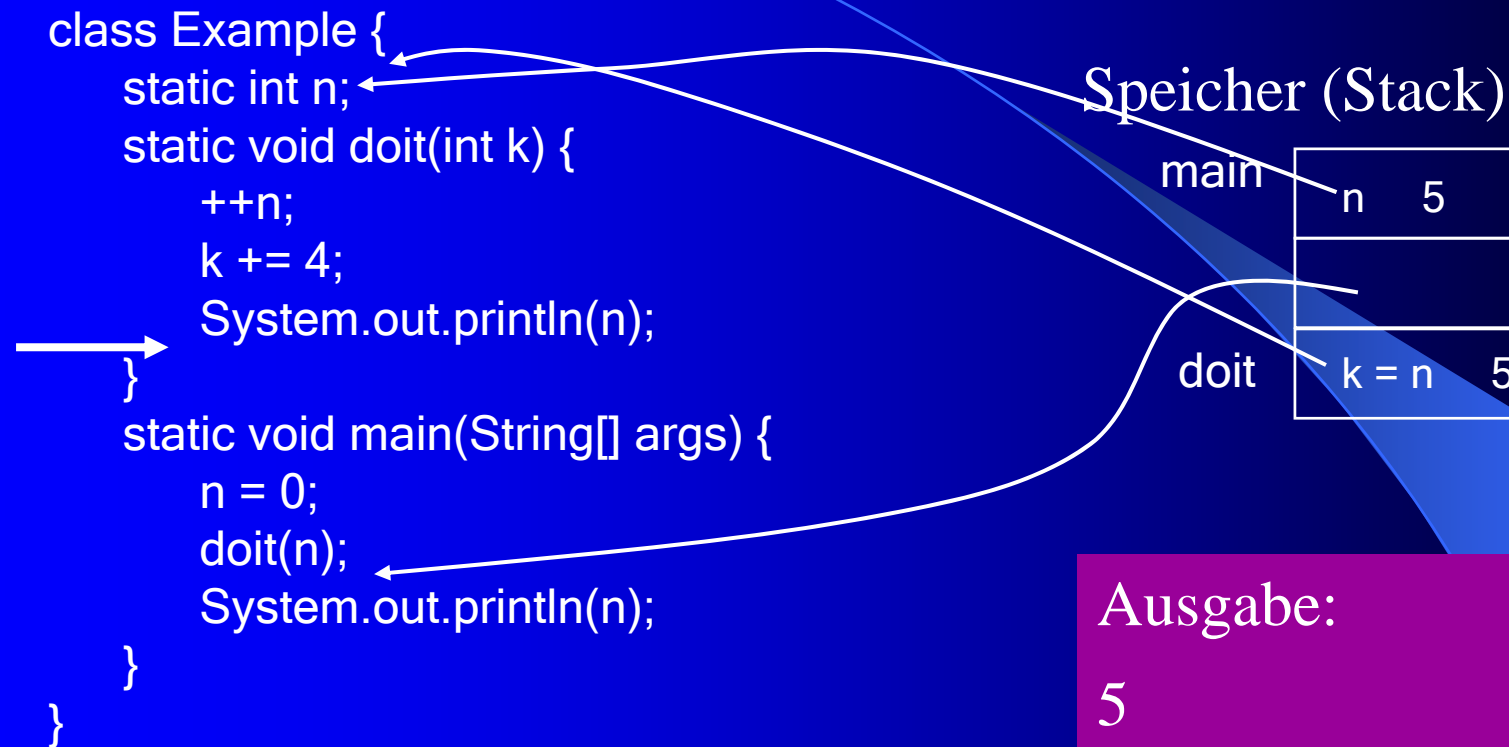 class Example {
static int n;
static void doit(int k) {
++n;
k += 4;
System.out.println(n);
}
static void main(String[] args) {
n = 0;
doit(n);
System.out.println(n);
}
}
Speicher (Stack)
main
n 5
doit
k = n 5
Ausgabe:
5